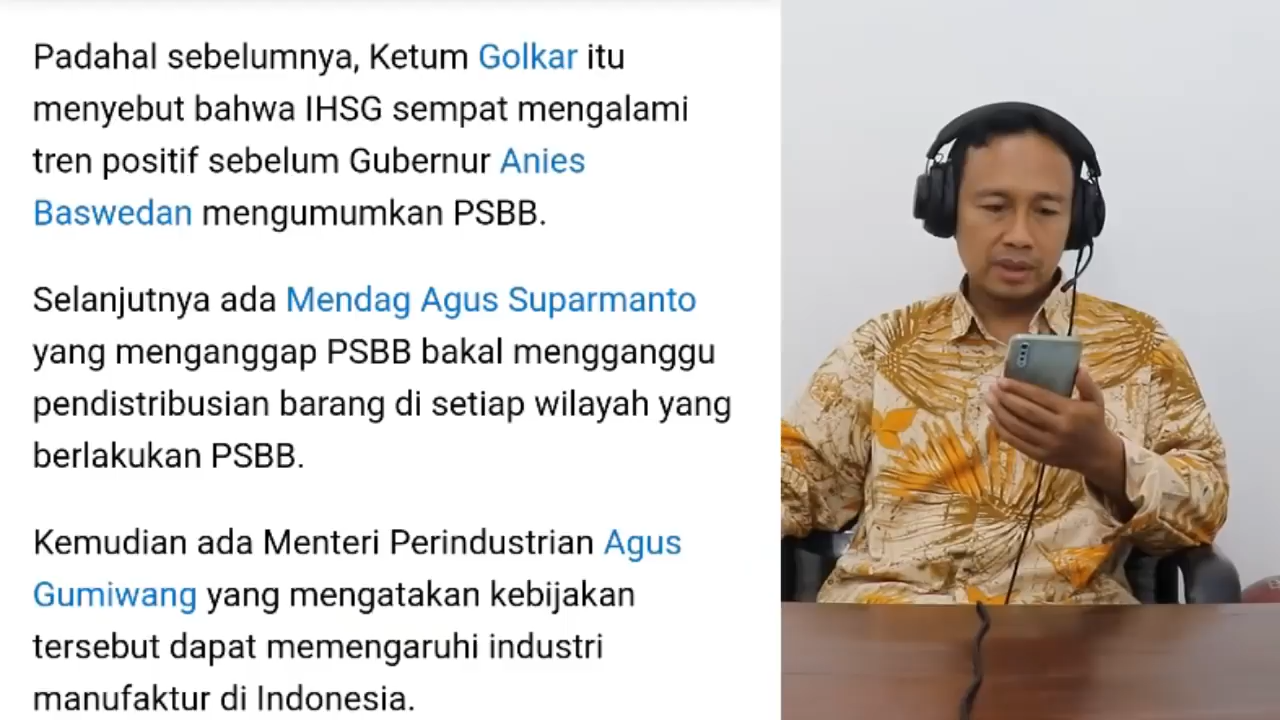 Padahal sebelumnya, Ketum Golkar itu
menyebut bahwa IHSG sempat mengalami
tren positif sebelum Gubernur Anies
Baswedan mengumumkan PSBB.
Selanjutnya ada Mendag Agus Suparmanto
yang menganggap PSBB bakal mengganggu
pendistribusian barang di setiap wilayah yang
berlakukan PSBB.
Kemudian ada Menteri Perindustrian Agus
Gumiwang yang mengatakan kebijakan
tersebut dapat memengaruhi industri
manufaktur di Indonesia.